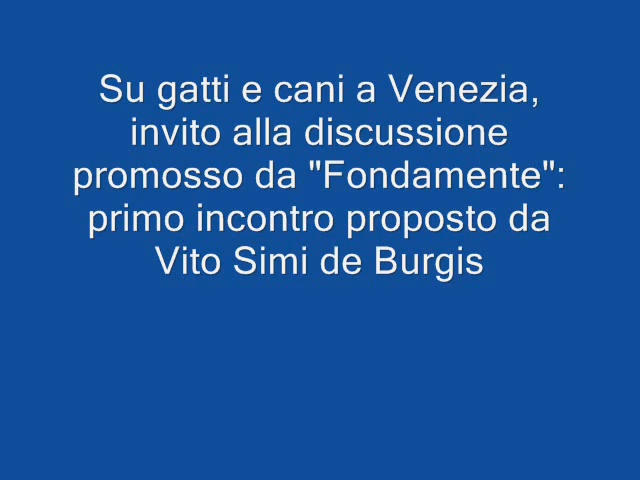 Su gatti e cani a Venezia,
invito alla discussione
promosso da "Fondamente":
primo incontro proposto da
Vito Simi de Burgis